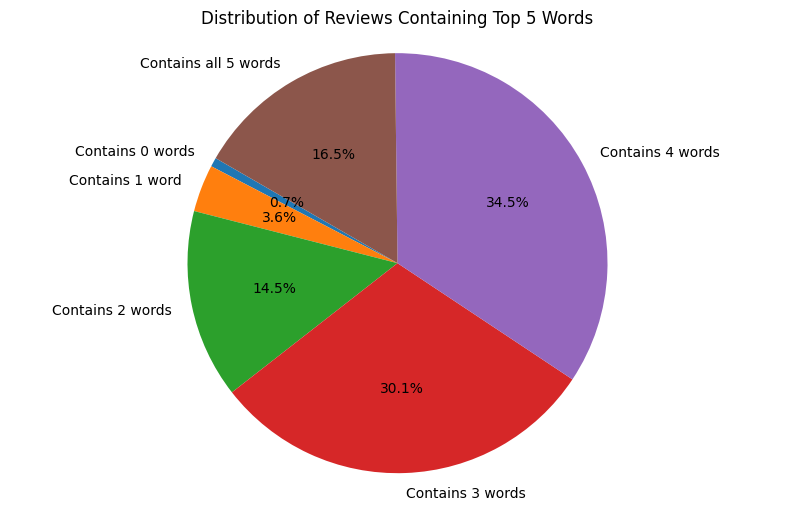 Distribution of Reviews Containing Top 5 Words
Contains all 5 words
16.5%
Contains 4 words
34.5%
Contains 0 words
0.7%
Contains 1 word
3.6%
Contains 2 words
14.5%
Contains 3 words
30.1%